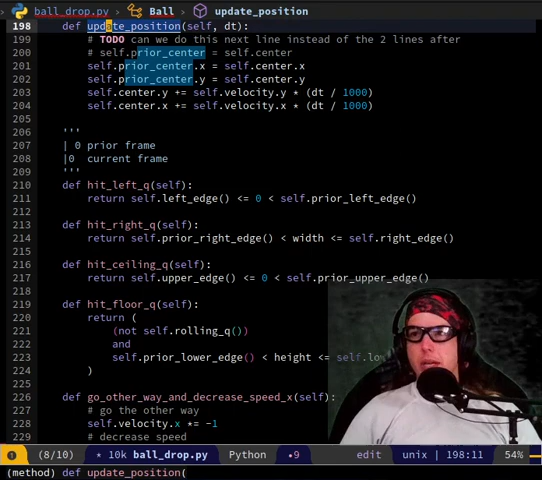 ball_drop.py › Ball › update_position
198 def update_position(self, dt):
199 # TODO can we do this next line instead of the 2 lines after
200 # self.prior_center = self.center
201 self.prior_center.x = self.center.x
202 self.prior_center.y = self.center.y
203 self.center.y += self.velocity.y * (dt / 1000)
204 self.center.x += self.velocity.x * (dt / 1000)
205
206 '''
207 | 0 prior frame
208 |0 current frame
209 '''
210 def hit_left_q(self):
211 return self.left_edge() <= 0 < self.prior_left_edge()
212
213 def hit_right_q(self):
214 return self.prior_right_edge() < width <= self.right_edge()
215
216 def hit_ceiling_q(self):
217 return self.upper_edge() <= 0 < self.prior_upper_edge()
218
219 def hit_floor_q(self):
220 return (
221 (not self.rolling_q())
222 and
223 self.prior_lower_edge() < height <= self.lo
224 )
225
226 def go_other_way_and_decrease_speed_x(self):
227 # go the other way
228 self.velocity.x *= -1
229 # decrease speed
1 (8/10) * 10k ball_drop.py Python •9 edit unix | 198:11 54%
(method) def update_position(